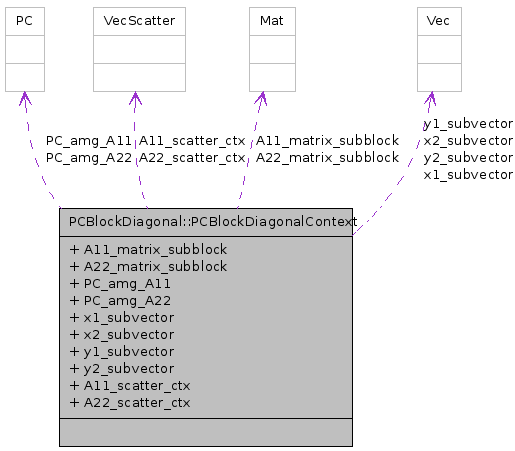 PC
VecScatter
Mat
Vec
PC_amg_A11
PC_amg_A22
A11_scatter_ctx
A22_scatter_ctx
A11_matrix_subblock
A22_matrix_subblock
y1_subvector
x2_subvector
y2_subvector
x1_subvector
PCBlockDiagonal::PCBlockDiagonalContext
+ A11_matrix_subblock
+ A22_matrix_subblock
+ PC_amg_A11
+ PC_amg_A22
+ x1_subvector
+ x2_subvector
+ y1_subvector
+ y2_subvector
+ A11_scatter_ctx
+ A22_scatter_ctx